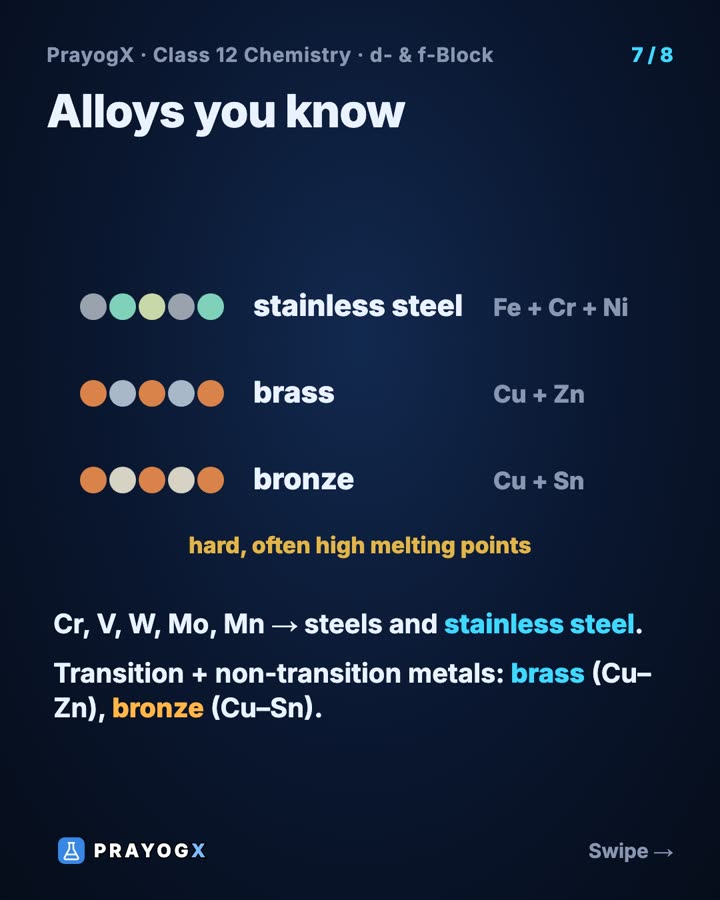 PrayogX · Class 12 Chemistry · d- & f-Block
7 / 8
Alloys you know
stainless steel Fe + Cr + Ni
brass Cu + Zn
bronze Cu + Sn
hard, often high melting points
Cr, V, W, Mo, Mn → steels and stainless steel.
Transition + non-transition metals: brass (Cu–
Zn), bronze (Cu–Sn).
PRAYOGX
Swipe →